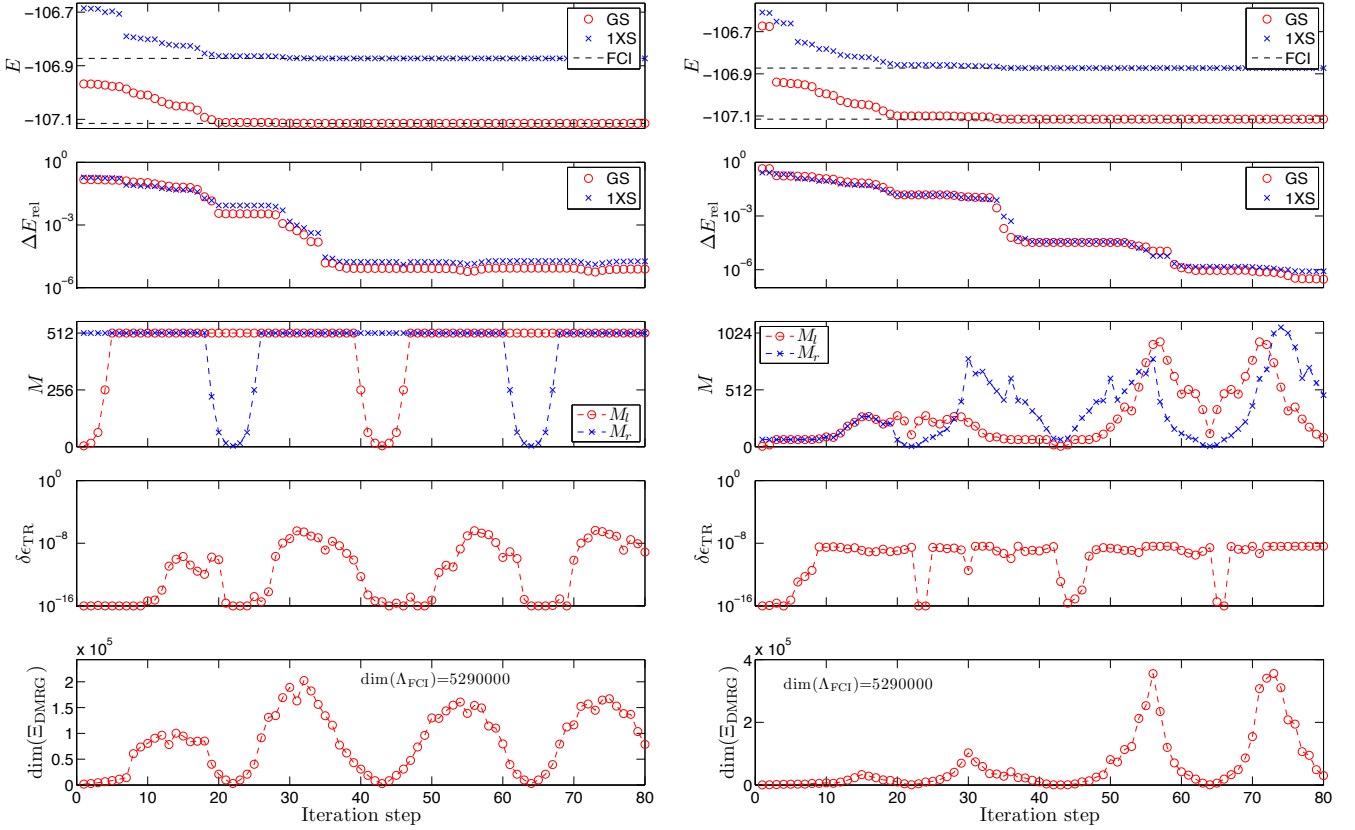 −106.7
−106.9
−107.1
E
GS
1XS
FCI
−106.7
−106.9
−107.1
E
GS
1XS
FCI
10^0
10^−3
10^−6
ΔE_rel
GS
1XS
10^0
10^−3
10^−6
ΔE_rel
GS
1XS
512
256
0
M
M_l
M_r
1024
512
0
M
M_l
M_r
10^0
10^−8
10^−16
δϵ_TR
10^0
10^−8
10^−16
δϵ_TR
x 10^5
2
1.5
1
0.5
0
dim(Ξ_DMRG)
dim(Λ_FCI)=5290000
0 10 20 30 40 50 60 70 80
Iteration step
x 10^5
4
2
0
dim(Ξ_DMRG)
dim(Λ_FCI)=5290000
0 10 20 30 40 50 60 70 80
Iteration step